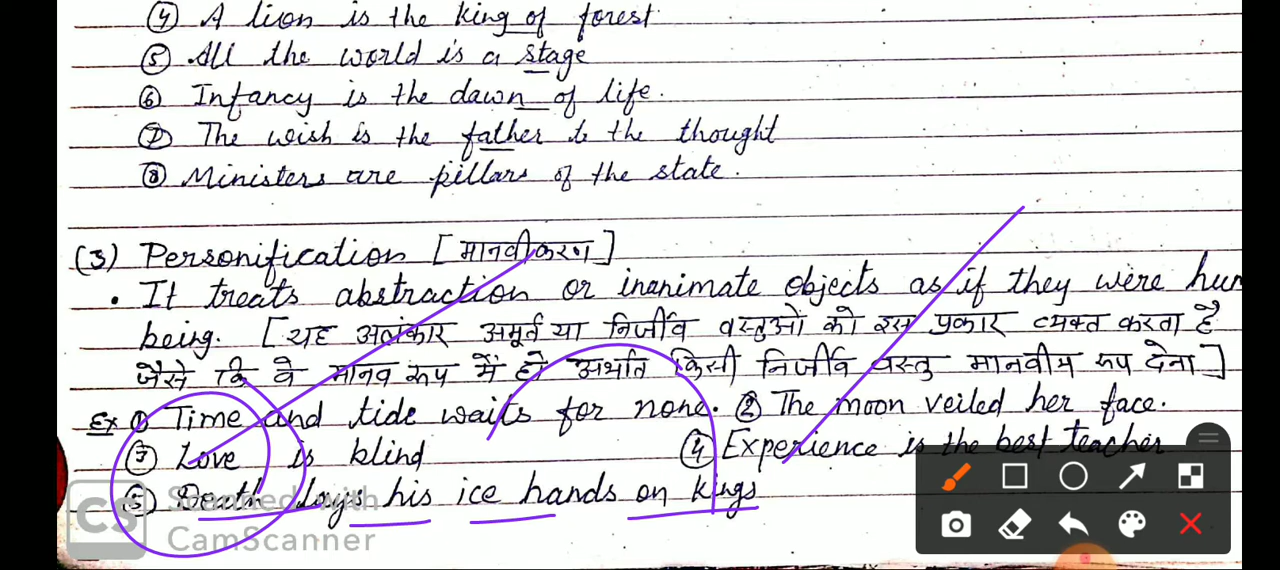 ④ A lion is the king of forest
⑤ All the world is a stage
⑥ Infancy is the dawn of life.
⑦ The wish is the father to the thought
⑧ Ministers are pillars of the state.
(3) Personification [मानवीकरण]
• It treats abstraction or inanimate objects as if they were hum
being. [यह अलंकार अमूर्त या निर्जीव वस्तुओं को इस प्रकार व्यक्त करता है
जैसे कि वे मानव रूप में हो अर्थात किसी निर्जीव वस्तु मानवीय रूप देना]
Ex ① Time and tide waits for none. ② The moon veiled her face.
③ Love is blind ④ Experience is the best teacher
⑤ Death lays his ice hands on kings
CS Scanned with
CamScanner